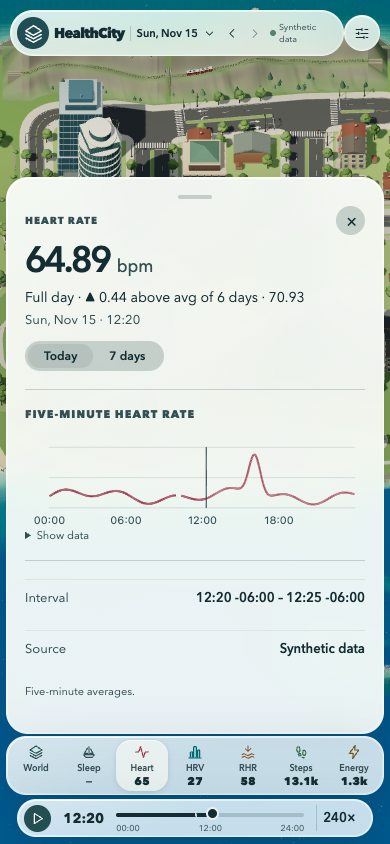 HealthCity Sun, Nov 15 Synthetic data
HEART RATE
64.89 bpm
Full day · ▲ 0.44 above avg of 6 days · 70.93
Sun, Nov 15 · 12:20
Today 7 days
FIVE-MINUTE HEART RATE
00:00 06:00 12:00 18:00
Show data
Interval 12:20 -06:00 – 12:25 -06:00
Source Synthetic data
Five-minute averages.
World Sleep Heart HRV RHR Steps Energy
– 65 27 58 13.1k 1.3k
12:20 240×
00:00 12:00 24:00